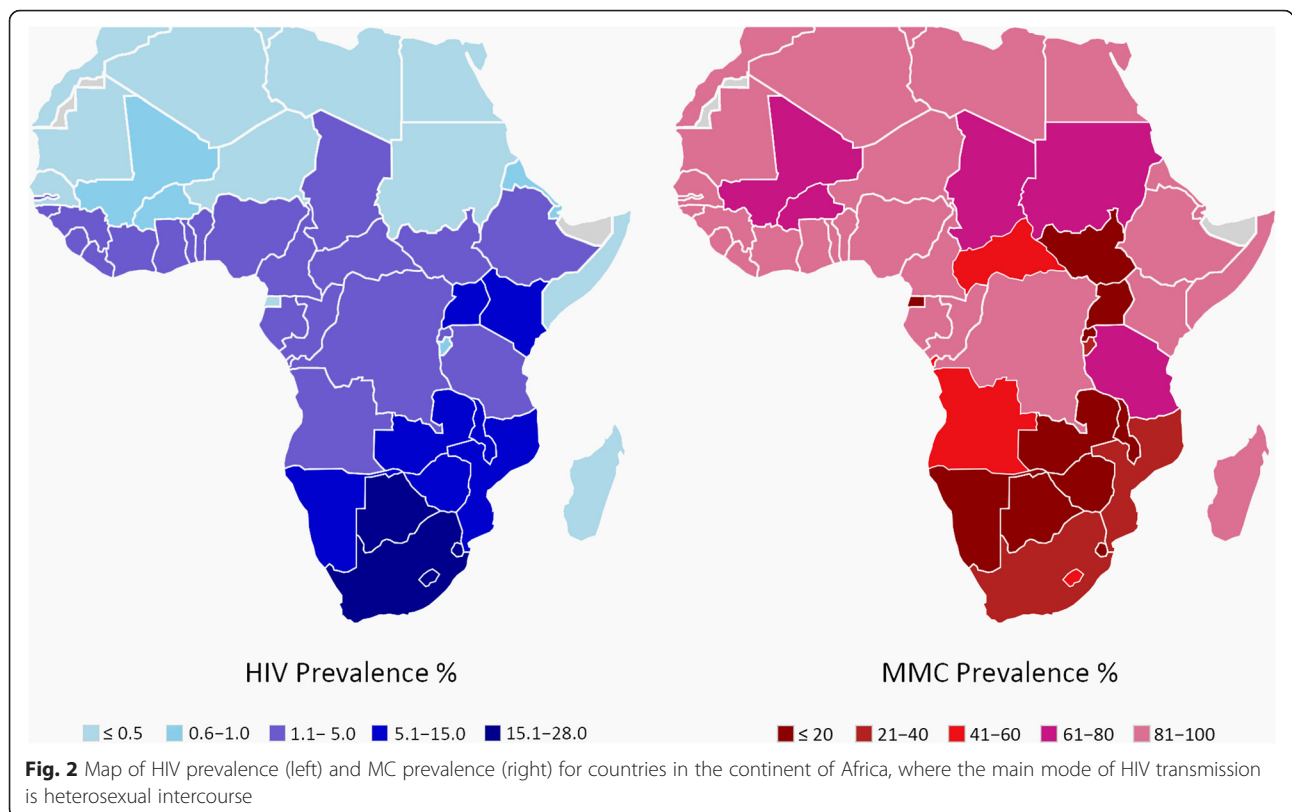 HIV Prevalence %
MMC Prevalence %
≤ 0.5 0.6–1.0 1.1– 5.0 5.1–15.0 15.1–28.0
≤ 20 21–40 41–60 61–80 81–100
Fig. 2 Map of HIV prevalence (left) and MC prevalence (right) for countries in the continent of Africa, where the main mode of HIV transmission
is heterosexual intercourse